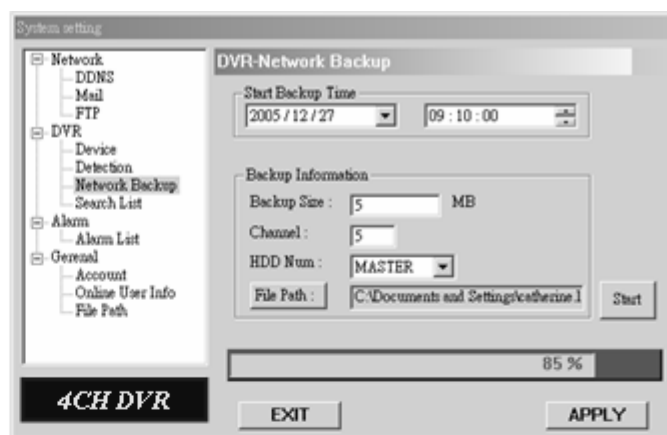 System setting
Network
DDNS
Mail
FTP
DVR
Device
Detection
Network Backup
Search List
Alarm
Alarm List
Gerenal
Account
Online User Info
File Path
4CH DVR
DVR-Network Backup
Start Backup Time
2005 / 12 / 27
09 : 10 : 00
Backup Information
Backup Size : 5 MB
Channel : 5
HDD Num : MASTER
File Path : C:\Documents and Settings\catherine.l
Start
85 %
EXIT
APPLY